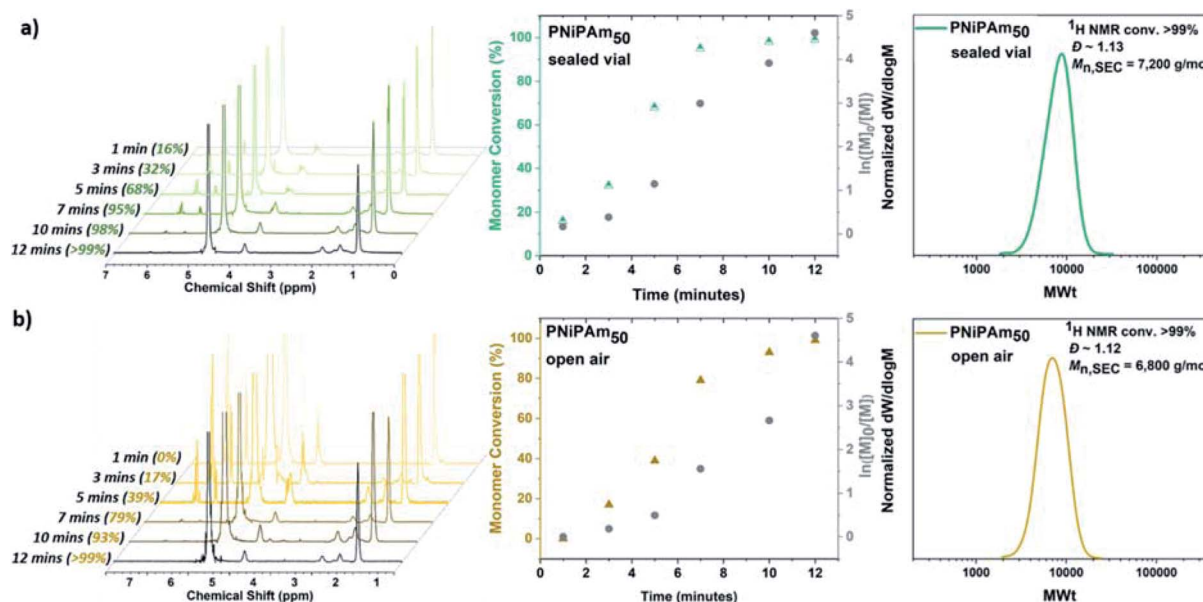 a)
1 min (16%)
3 mins (32%)
5 mins (68%)
7 mins (95%)
10 mins (98%)
12 mins (>99%)
7 6 5 4 3 2 1 0
Chemical Shift (ppm)
PNiPAm50
sealed vial
Monomer Conversion (%)
100
80
60
40
20
0
0 2 4 6 8 10 12
Time (minutes)
5
4
3
2
1
0
ln([M]0/[M])
Normalized dW/dlogM
PNiPAm50
sealed vial
1H NMR conv. >99%
Đ ~ 1.13
Mn,SEC = 7,200 g/mo
1000 10000 100000
MWt
b)
1 min (0%)
3 mins (17%)
5 mins (39%)
7 mins (79%)
10 mins (93%)
12 mins (>99%)
7 6 5 4 3 2 1
Chemical Shift (ppm)
PNiPAm50
open air
Monomer Conversion (%)
100
80
60
40
20
0
0 2 4 6 8 10 12
Time (minutes)
5
4
3
2
1
0
ln([M]0/[M])
Normalized dW/dlogM
PNiPAm50
open air
1H NMR conv. >99%
Đ ~ 1.12
Mn,SEC = 6,800 g/mo
1000 10000 100000
MWt